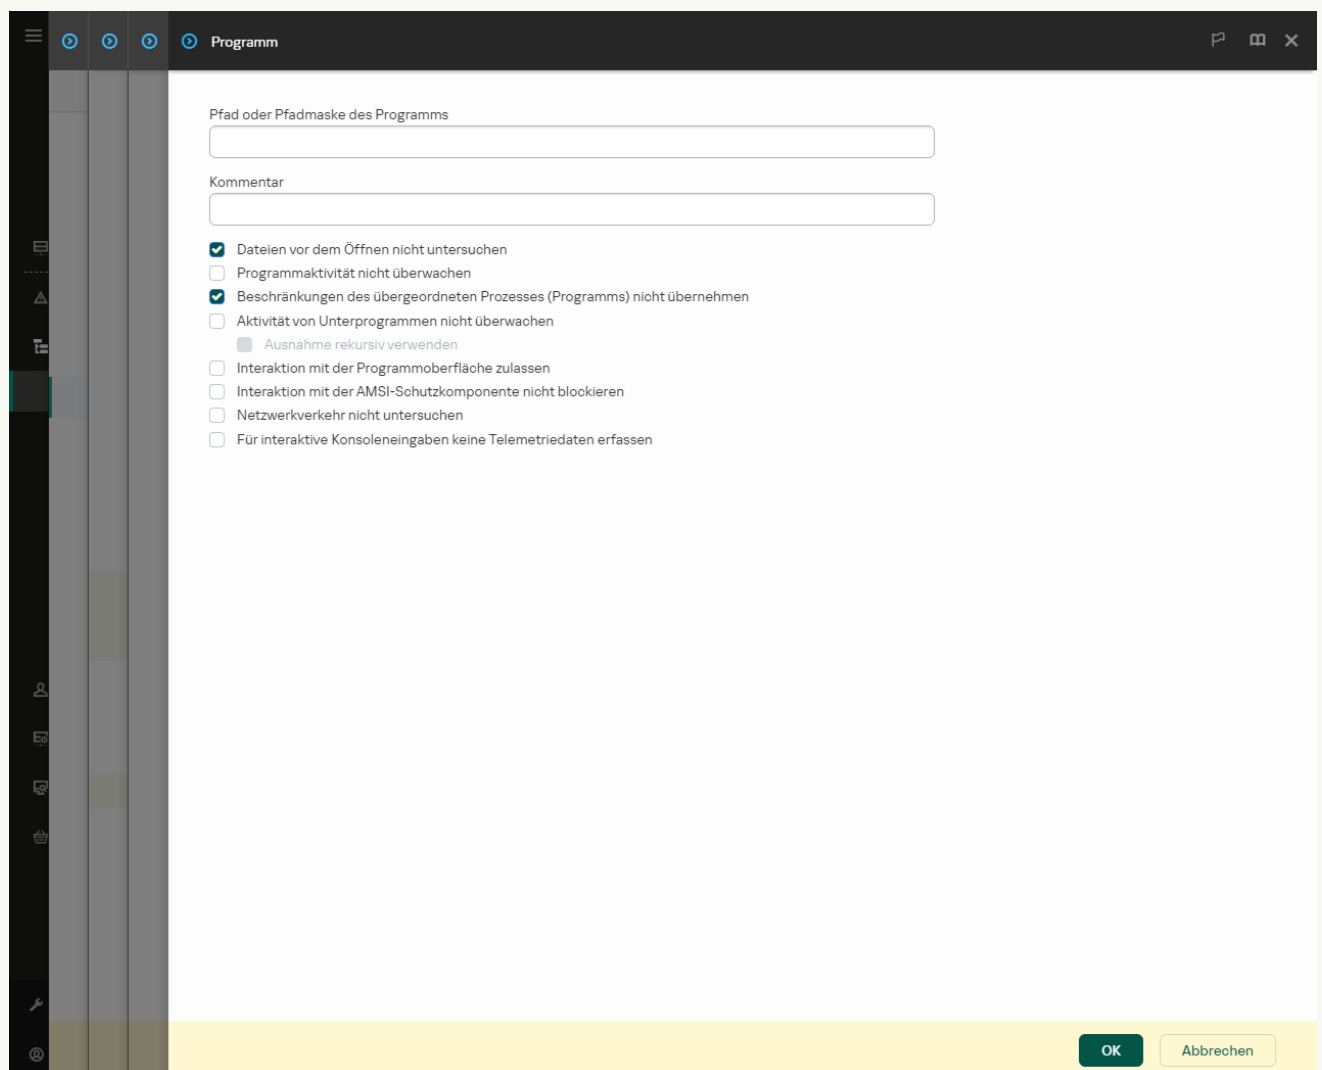 Programm
Pfad oder Pfadmaske des Programms
Kommentar
Dateien vor dem Öffnen nicht untersuchen
Programmaktivität nicht überwachen
Beschränkungen des übergeordneten Prozesses (Programms) nicht übernehmen
Aktivität von Unterprogrammen nicht überwachen
Ausnahme rekursiv verwenden
Interaktion mit der Programmoberfläche zulassen
Interaktion mit der AMSI-Schutzkomponente nicht blockieren
Netzwerkverkehr nicht untersuchen
Für interaktive Konsoleneingaben keine Telemetriedaten erfassen
OK
Abbrechen